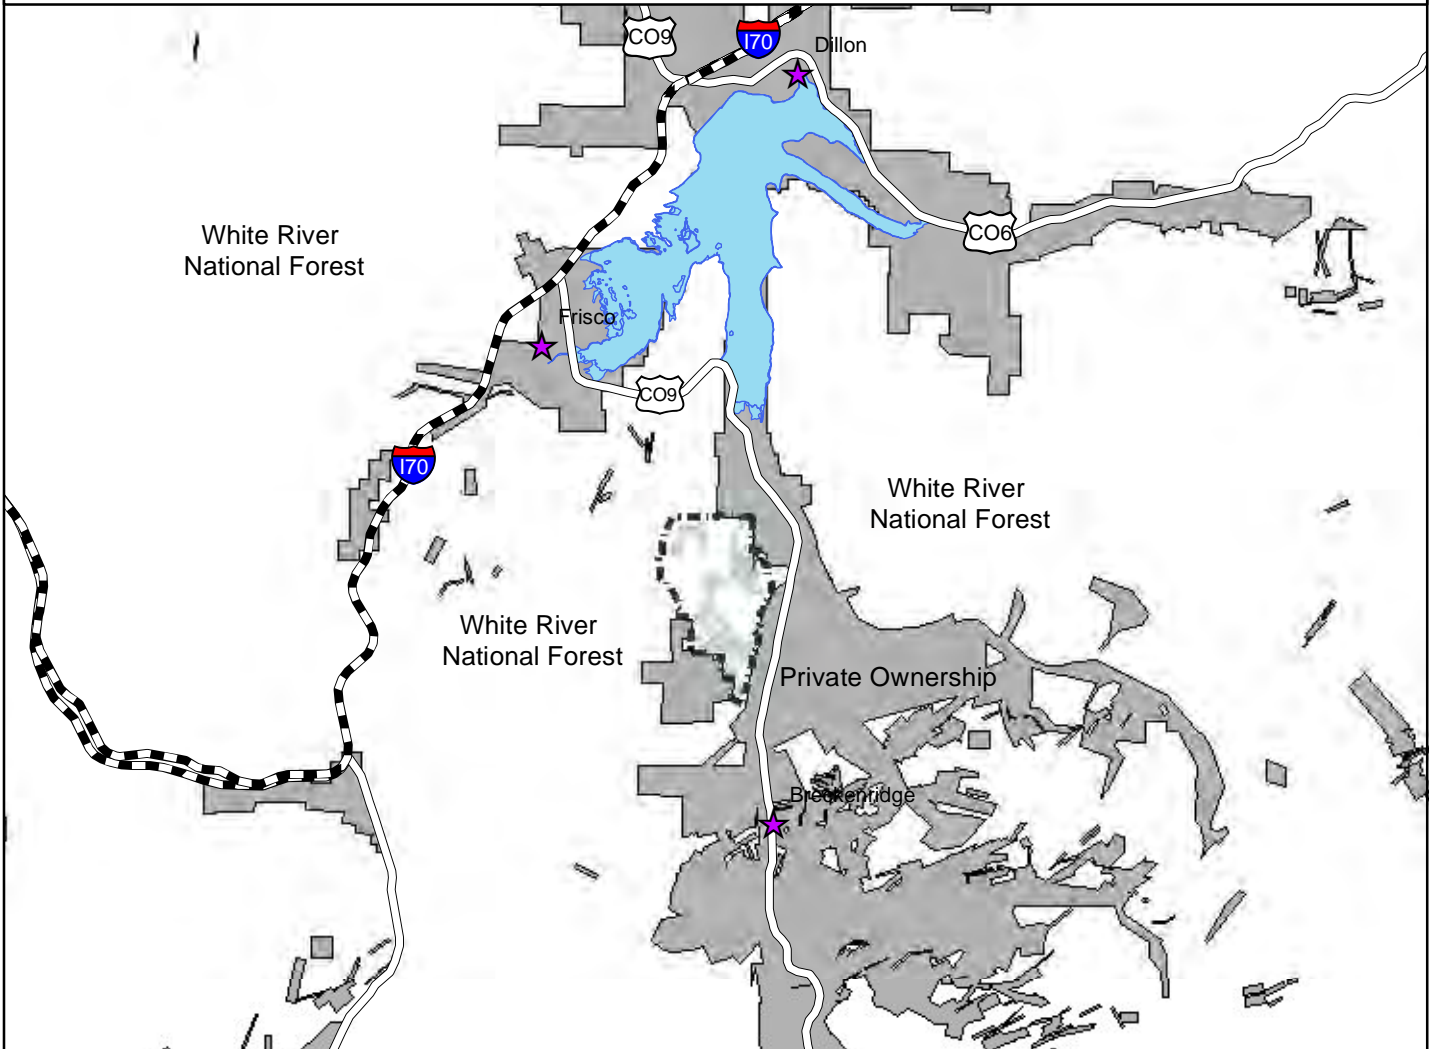 CO9
I70
Dillon
White River
National Forest
CO6
Frisco
CO9
I70
White River
National Forest
White River
National Forest
Private Ownership
Breckenridge